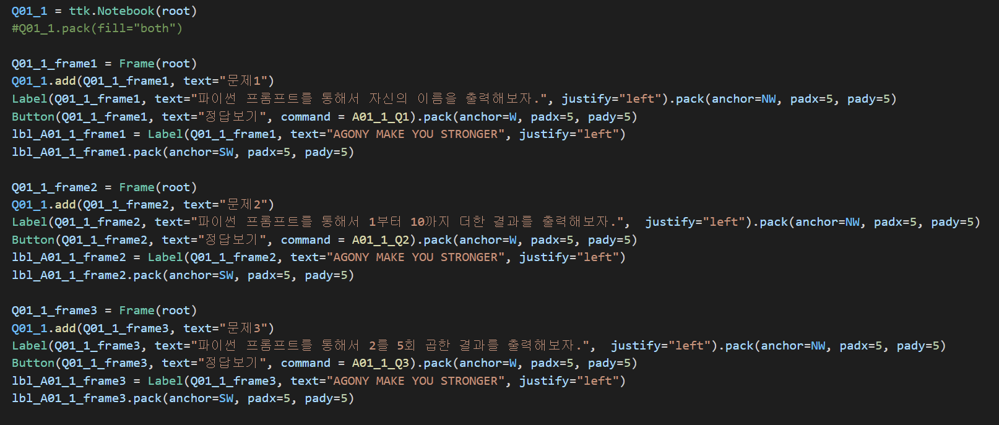 Q01_1 = ttk.Notebook(root)
#Q01_1.pack(fill="both")
Q01_1_frame1 = Frame(root)
Q01_1.add(Q01_1_frame1, text="문제1")
Label(Q01_1_frame1, text="파이썬 프롬프트를 통해서 자신의 이름을 출력해보자.", justify="left").pack(anchor=NW, padx=5, pady=5)
Button(Q01_1_frame1, text="정답보기", command = A01_1_Q1).pack(anchor=W, padx=5, pady=5)
lbl_A01_1_frame1 = Label(Q01_1_frame1, text="AGONY MAKE YOU STRONGER", justify="left")
lbl_A01_1_frame1.pack(anchor=SW, padx=5, pady=5)
Q01_1_frame2 = Frame(root)
Q01_1.add(Q01_1_frame2, text="문제2")
Label(Q01_1_frame2, text="파이썬 프롬프트를 통해서 1부터 10까지 더한 결과를 출력해보자.",  justify="left").pack(anchor=NW, padx=5, pady=5)
Button(Q01_1_frame2, text="정답보기", command = A01_1_Q2).pack(anchor=W, padx=5, pady=5)
lbl_A01_1_frame2 = Label(Q01_1_frame2, text="AGONY MAKE YOU STRONGER", justify="left")
lbl_A01_1_frame2.pack(anchor=SW, padx=5, pady=5)
Q01_1_frame3 = Frame(root)
Q01_1.add(Q01_1_frame3, text="문제3")
Label(Q01_1_frame3, text="파이썬 프롬프트를 통해서 2를 5회 곱한 결과를 출력해보자.",  justify="left").pack(anchor=NW, padx=5, pady=5)
Button(Q01_1_frame3, text="정답보기", command = A01_1_Q3).pack(anchor=W, padx=5, pady=5)
lbl_A01_1_frame3 = Label(Q01_1_frame3, text="AGONY MAKE YOU STRONGER", justify="left")
lbl_A01_1_frame3.pack(anchor=SW, padx=5, pady=5)